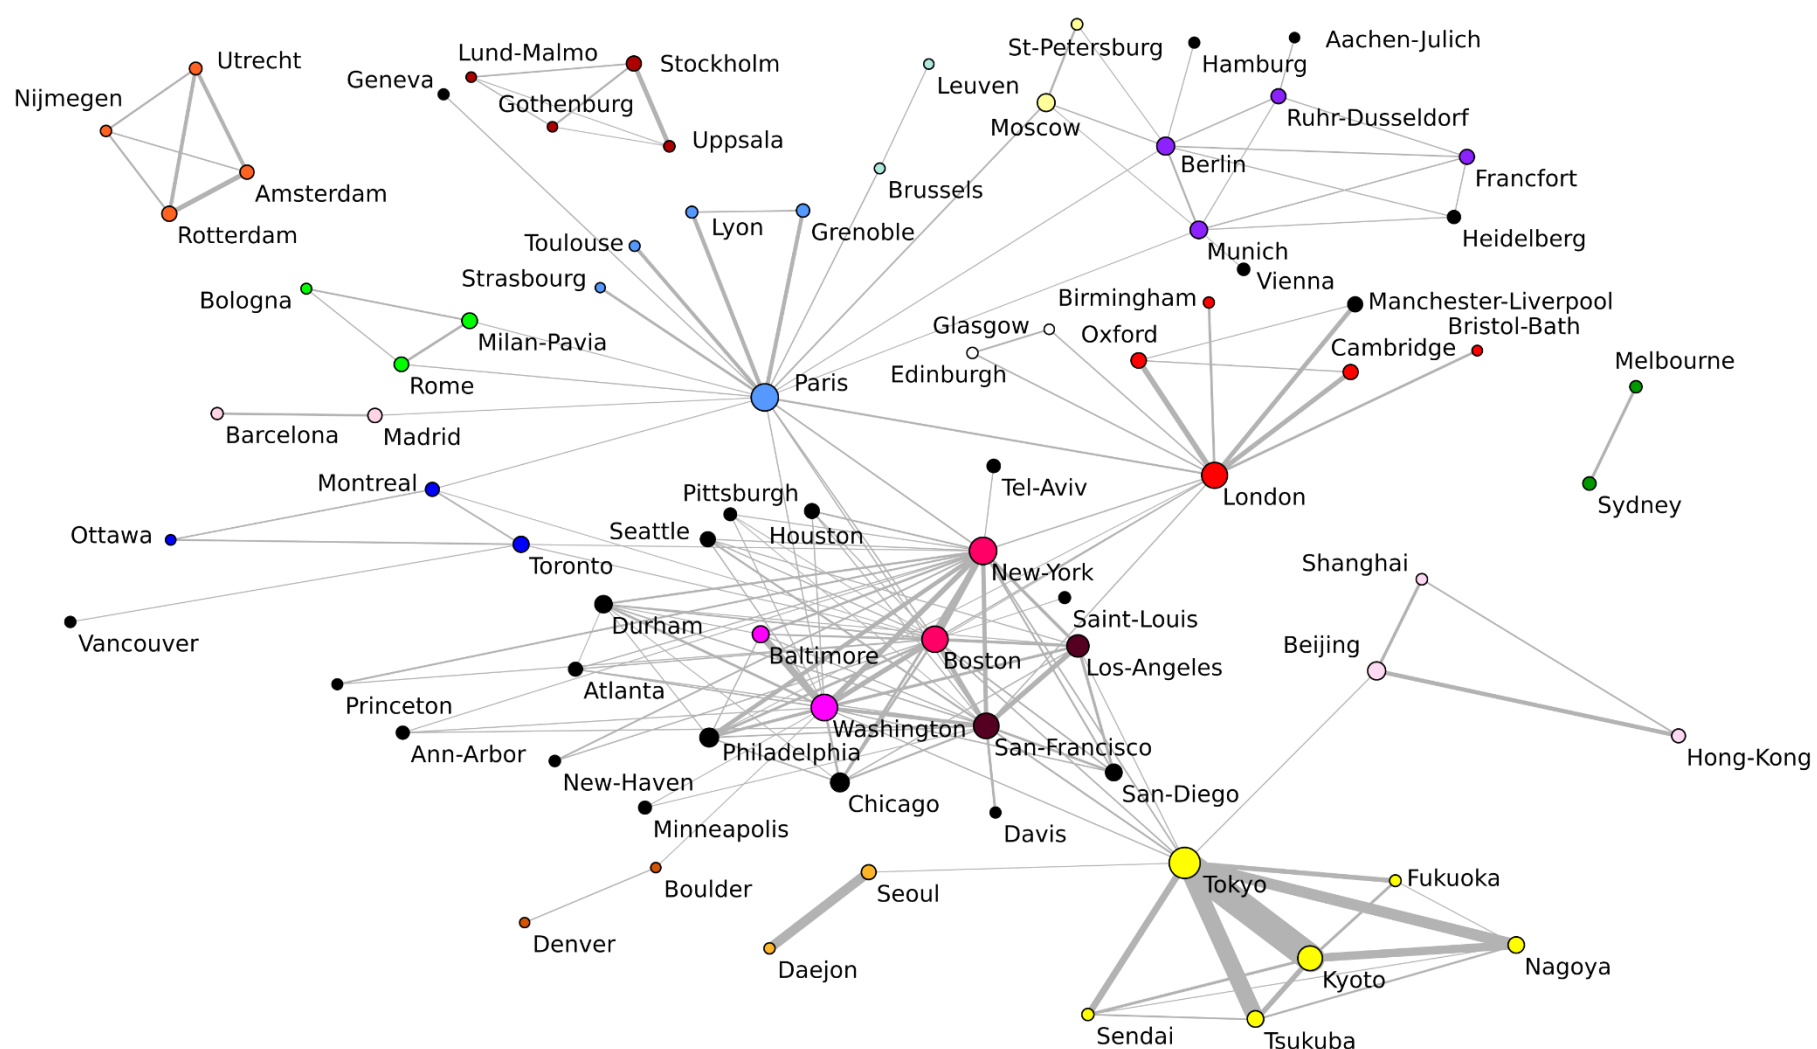 St-Petersburg
Aachen-Julich
Lund-Malmo
Utrecht
Stockholm
Hamburg
Geneva
Leuven
Nijmegen
Gothenburg
Ruhr-Dusseldorf
Moscow
Uppsala
Berlin
Francfort
Brussels
Amsterdam
Lyon
Grenoble
Rotterdam
Heidelberg
Toulouse
Munich
Strasbourg
Vienna
Bologna
Birmingham
Manchester-Liverpool
Glasgow
Bristol-Bath
Oxford
Milan-Pavia
Cambridge
Melbourne
Edinburgh
Paris
Rome
Barcelona
Madrid
Montreal
Tel-Aviv
Pittsburgh
London
Sydney
Seattle
Houston
Ottawa
Toronto
Shanghai
New-York
Saint-Louis
Durham
Vancouver
Beijing
Baltimore
Boston
Los-Angeles
Atlanta
Princeton
Washington
San-Francisco
Ann-Arbor
Philadelphia
Hong-Kong
New-Haven
San-Diego
Chicago
Minneapolis
Davis
Fukuoka
Tokyo
Boulder
Seoul
Denver
Nagoya
Daejon
Kyoto
Sendai
Tsukuba